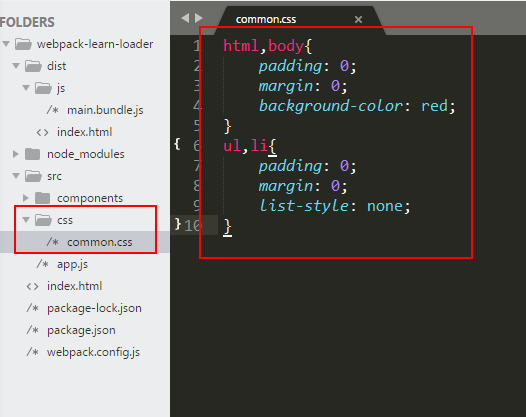 FOLDERS
webpack-learn-loader
dist
js
/* main.bundle.js
<> index.html
node_modules
src
components
css
/* common.css
/* app.js
<> index.html
/* package-lock.json
/* package.json
/* webpack.config.js
common.css ×
1 html,body{
2 padding: 0;
3 margin: 0;
4 background-color: red;
5 }
{ 6 ul,li{
7 padding: 0;
8 margin: 0;
9 list-style: none;
} 10 }